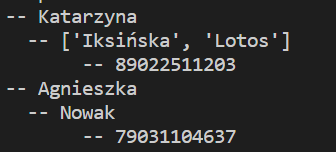 -- Katarzyna
-- ['Iksińska', 'Lotos']
-- 89022511203
-- Agnieszka
-- Nowak
-- 79031104637